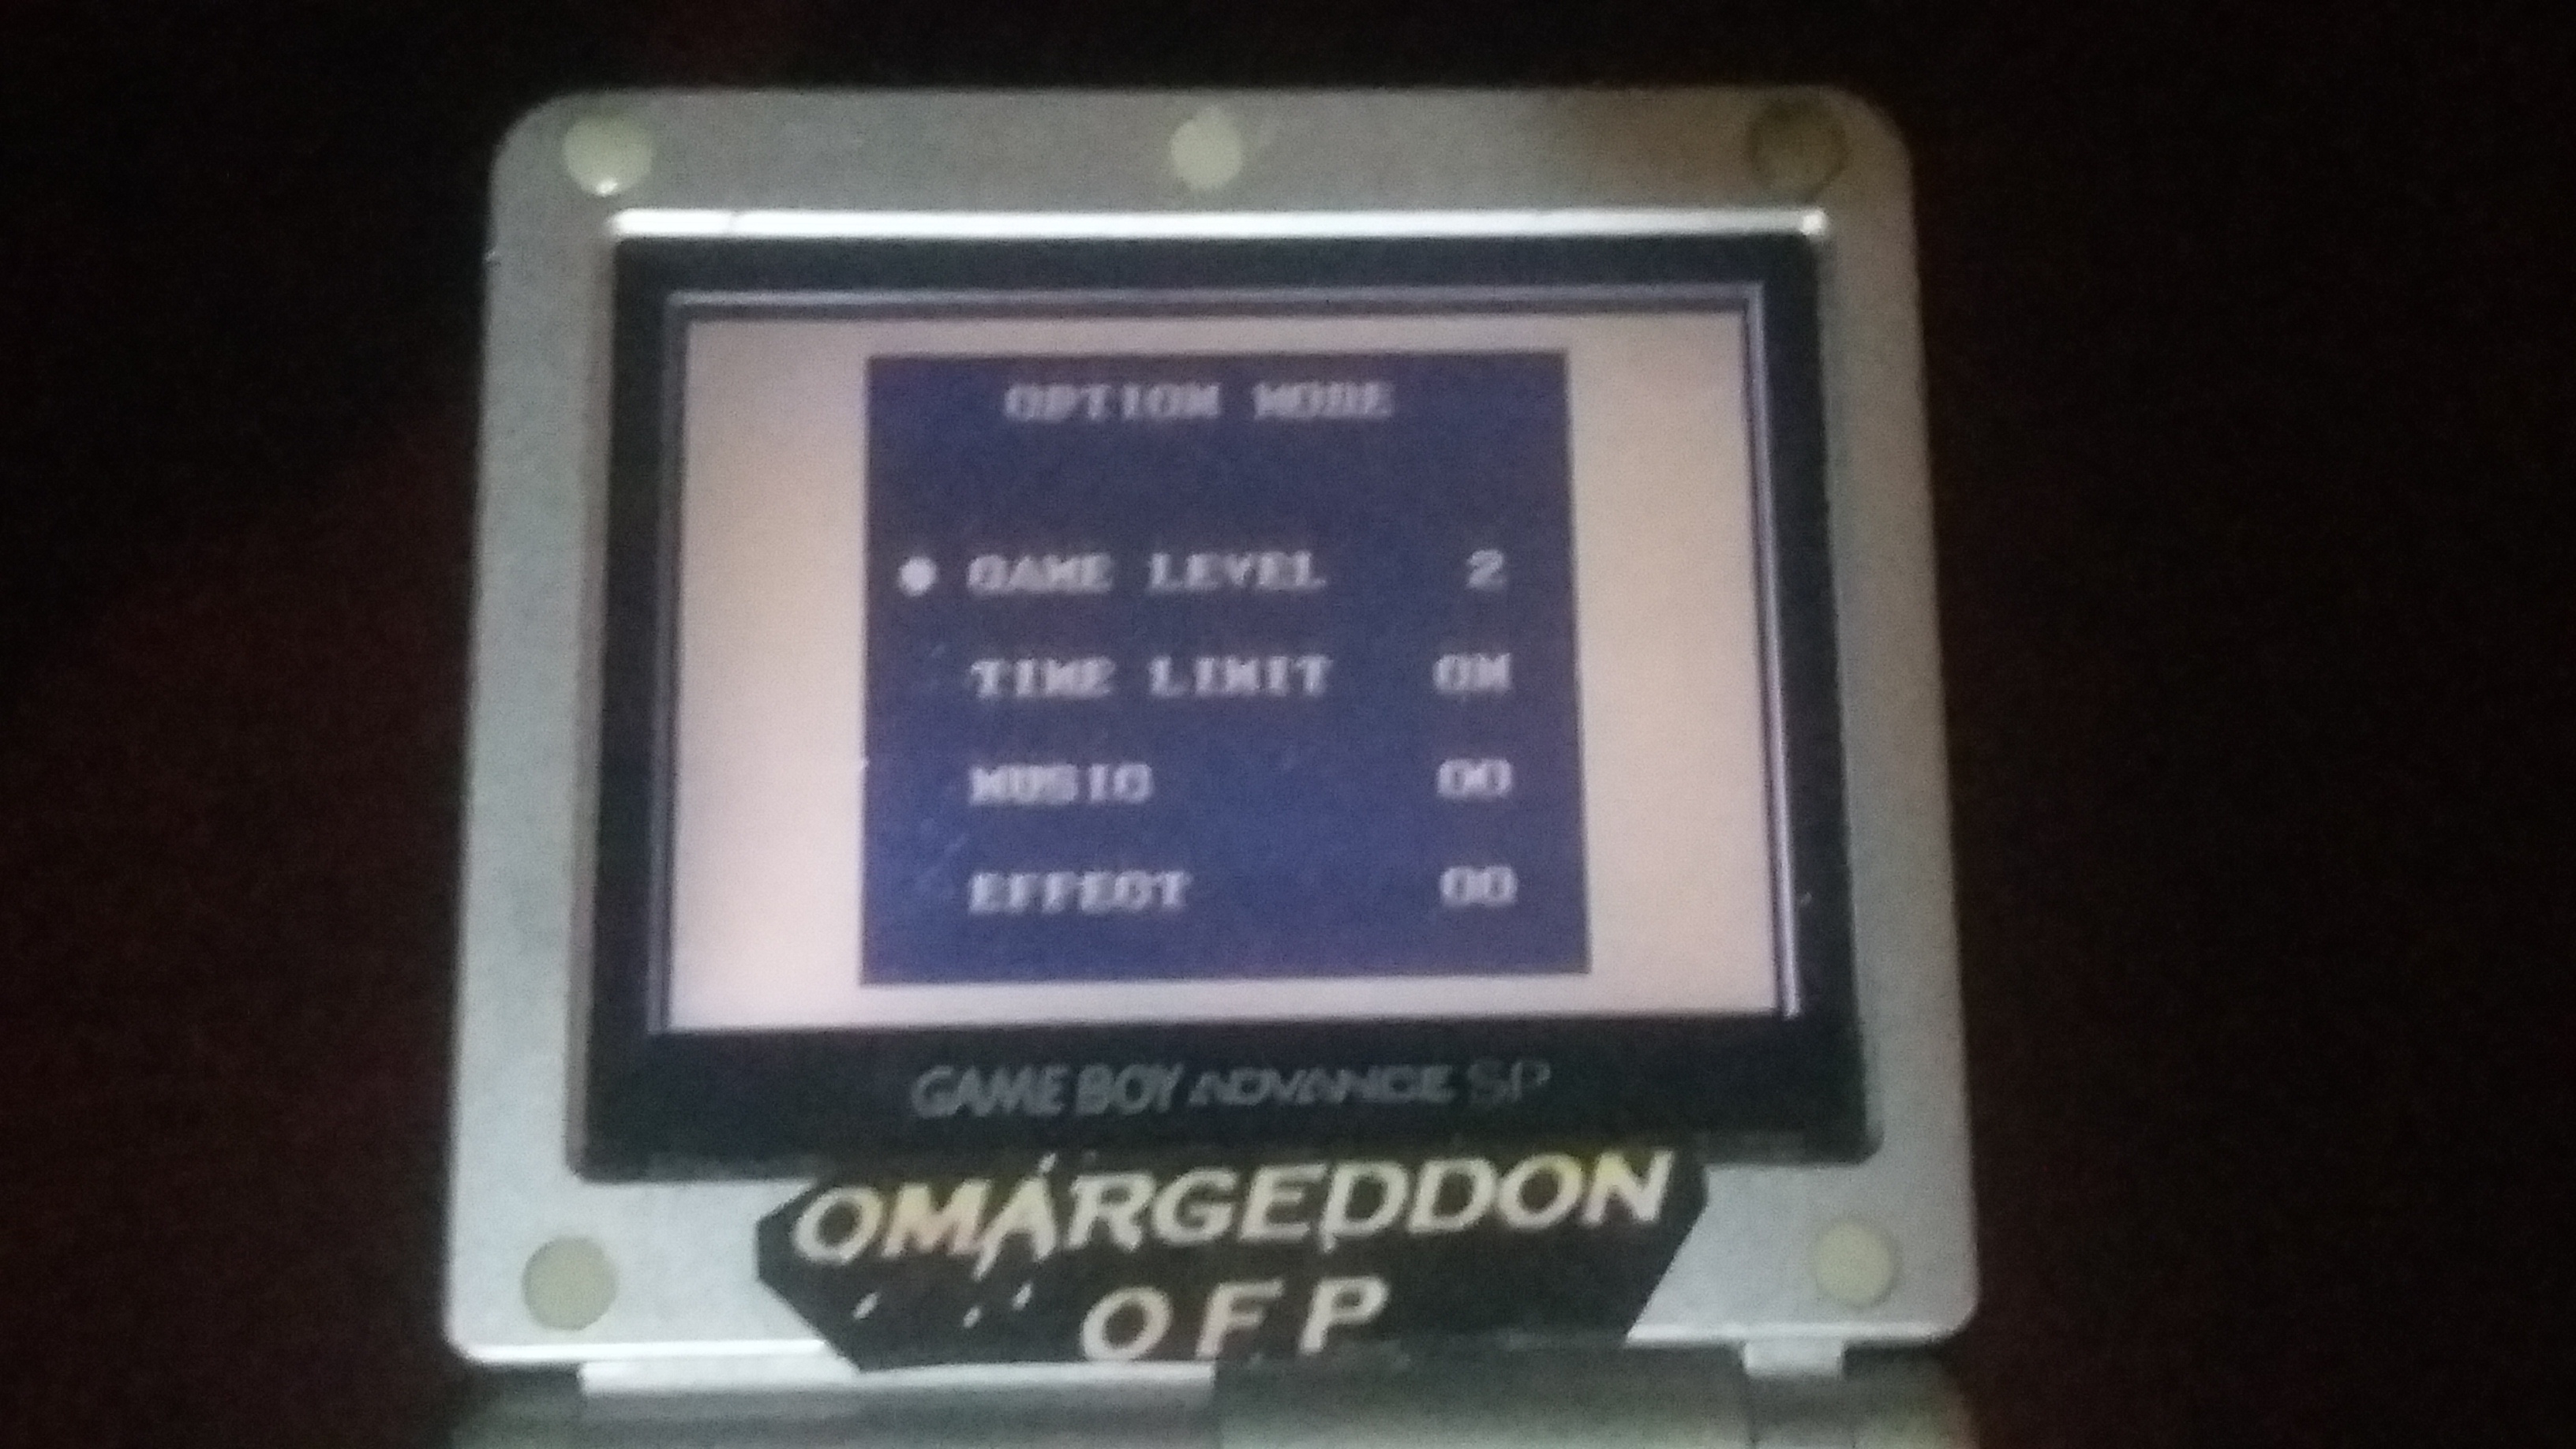 OPTION MODE
GAME LEVEL 2
TIME LIMIT ON
MUSIC 00
EFFECT 00
GAME BOY ADVANCE SP
OMARGEDDON
OFP